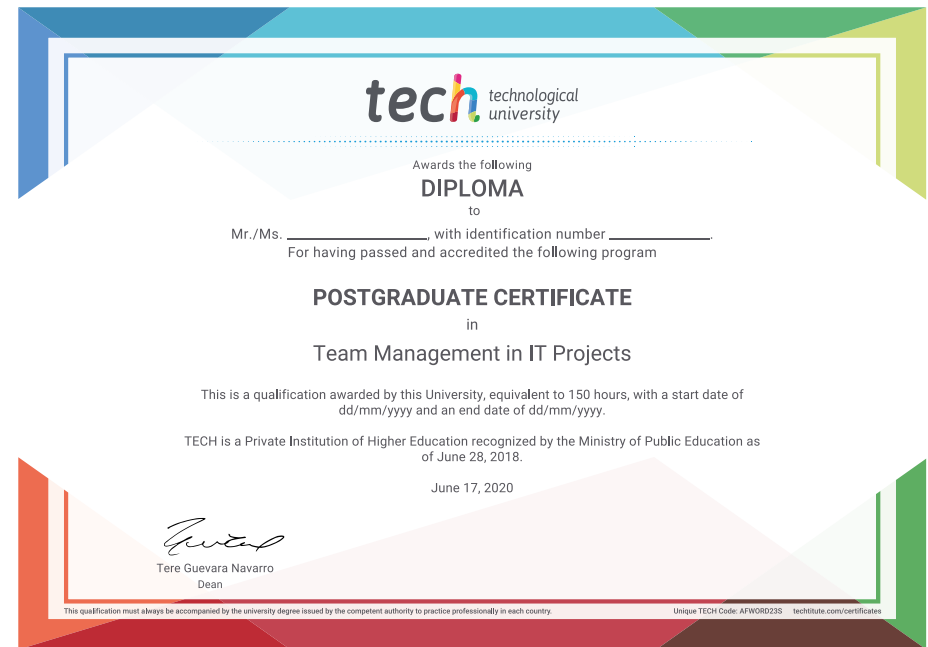 tech technological
university
Awards the following
DIPLOMA
to
Mr./Ms. ____________________, with identification number ______________.
For having passed and accredited the following program
POSTGRADUATE CERTIFICATE
in
Team Management in IT Projects
This is a qualification awarded by this University, equivalent to 150 hours, with a start date of
dd/mm/yyyy and an end date of dd/mm/yyyy.
TECH is a Private Institution of Higher Education recognized by the Ministry of Public Education as
of June 28, 2018.
June 17, 2020
Tere Guevara Navarro
Dean
This qualification must always be accompanied by the university degree issued by the competent authority to practice professionally in each country.
Unique TECH Code: AFWORD23S techtitute.com/certificates